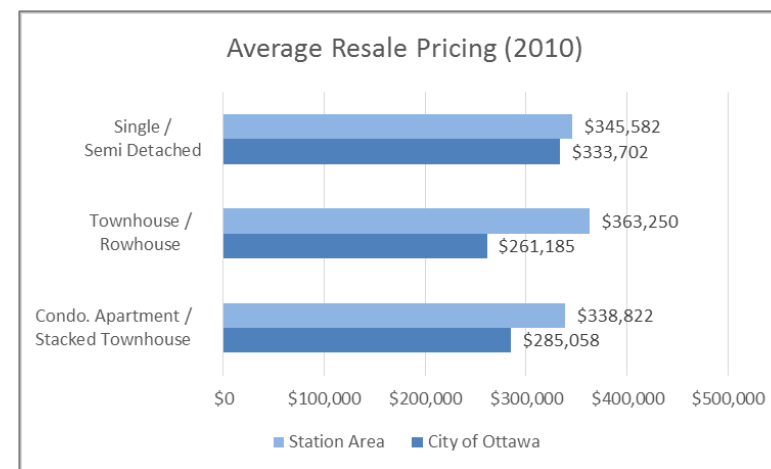 Average Resale Pricing (2010)
Single /
Semi Detached
$345,582
$333,702
Townhouse /
Rowhouse
$363,250
$261,185
Condo. Apartment /
Stacked Townhouse
$338,822
$285,058
$0 $100,000 $200,000 $300,000 $400,000 $500,000
Station Area City of Ottawa